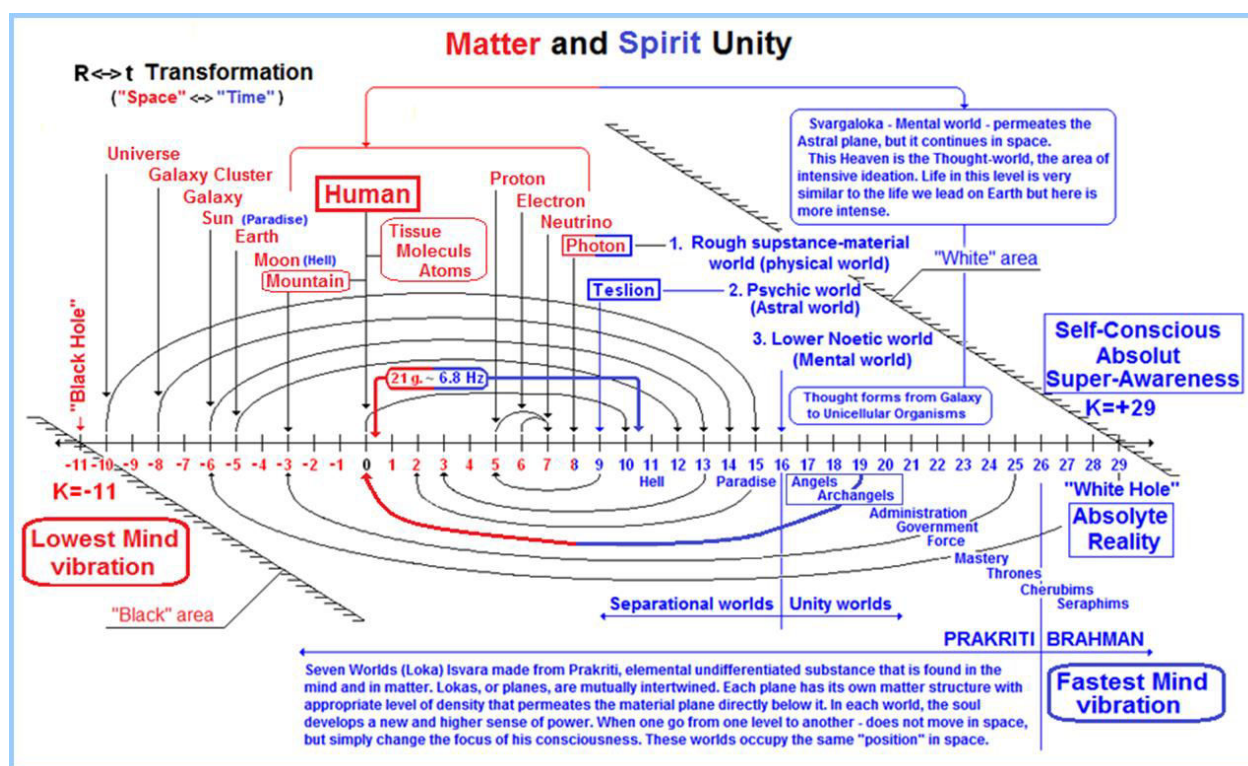 Matter and Spirit Unity
R<->t Transformation
("Space" <-> "Time")
Universe
Galaxy Cluster
Galaxy
Sun (Paradise)
Earth
Moon (Hell)
Mountain
"Black Hole"
Human
Tissue
Moleculs
Atoms
Proton
Electron
Neutrino
Photon
Teslion
1. Rough supstance-material
world (physical world)
2. Psychic world
(Astral world)
3. Lower Noetic world
(Mental world)
Svargaloka - Mental world - permeates the
Astral plane, but it continues in space.
This Heaven is the Thought-world, the area of
intensive ideation. Life in this level is very
similar to the life we lead on Earth but here is
more intense.
"White" area
Self-Conscious
Absolut
Super-Awareness
K=+29
21 g. ~ 6.8 Hz
Thought forms from Galaxy
to Unicellular Organisms
-11 -10 -9 -8 -7 -6 -5 -4 -3 -2 -1 0 1 2 3 4 5 6 7 8 9 10 11 12 13 14 15 16 17 18 19 20 21 22 23 24 25 26 27 28 29
K=-11
Lowest Mind
vibration
"Black" area
Hell
Paradise
Angels
Archangels
Administration
Government
Force
Mastery
Thrones
Cherubims
Seraphims
"White Hole"
Absolyte
Reality
Separational worlds
Unity worlds
PRAKRITI
BRAHMAN
Seven Worlds (Loka) Isvara made from Prakriti, elemental undifferentiated substance that is found in the
mind and in matter. Lokas, or planes, are mutually intertwined. Each plane has its own matter structure with
appropriate level of density that permeates the material plane directly below it. In each world, the soul
develops a new and higher sense of power. When one go from one level to another - does not move in space,
but simply change the focus of his consciousness. These worlds occupy the same "position" in space.
Fastest Mind
vibration